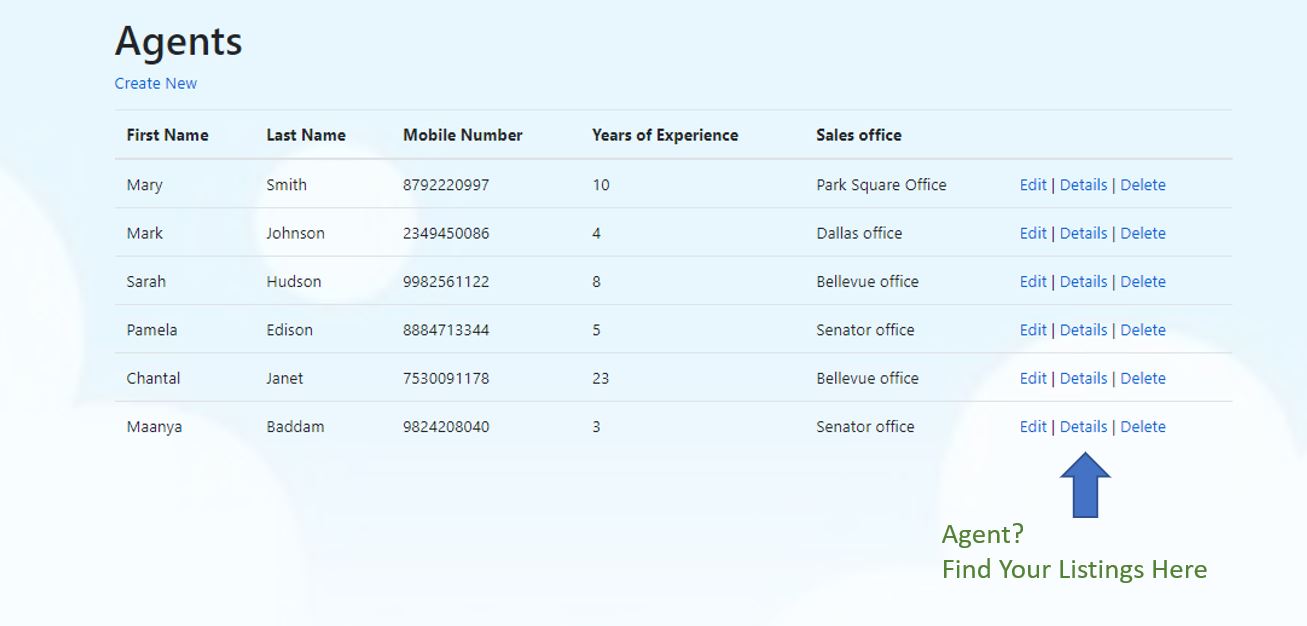 Agents
Create New
First Name Last Name Mobile Number Years of Experience Sales office
Mary Smith 8792220997 10 Park Square Office Edit | Details | Delete
Mark Johnson 2349450086 4 Dallas office Edit | Details | Delete
Sarah Hudson 9982561122 8 Bellevue office Edit | Details | Delete
Pamela Edison 8884713344 5 Senator office Edit | Details | Delete
Chantal Janet 7530091178 23 Bellevue office Edit | Details | Delete
Maanya Baddam 9824208040 3 Senator office Edit | Details | Delete
Agent?
Find Your Listings Here